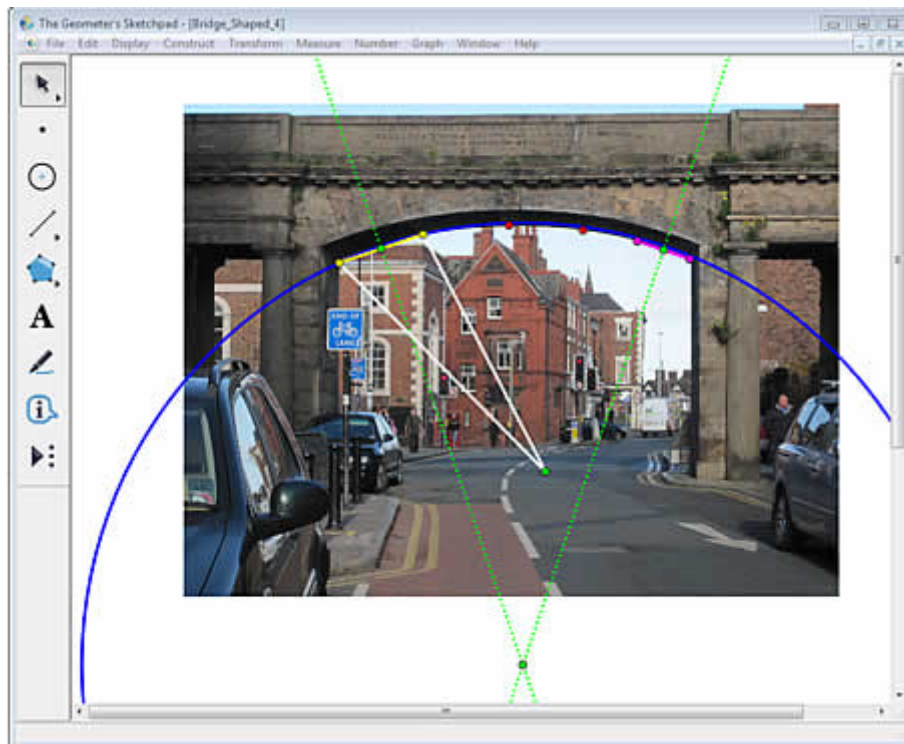 The Geometer's Sketchpad - [Bridge_Shaped_4]
File Edit Display Construct Transform Measure Number Graph Window Help
A
END OF
LANE